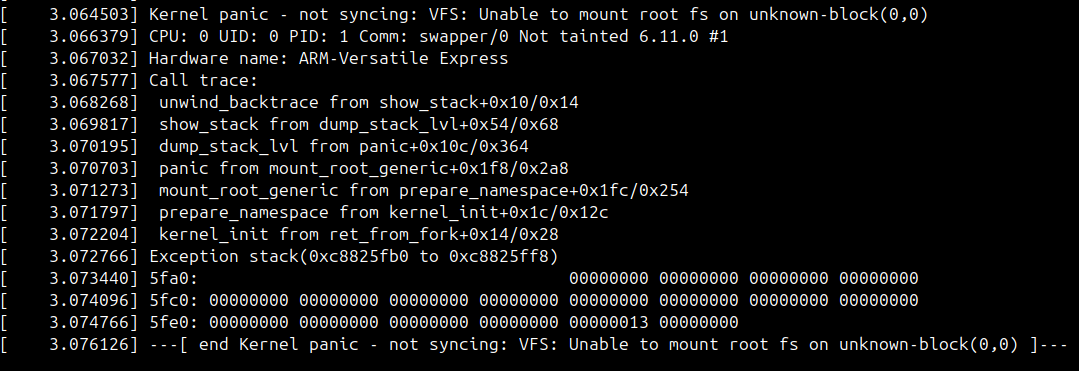 [    3.064503] Kernel panic - not syncing: VFS: Unable to mount root fs on unknown-block(0,0)
[    3.066379] CPU: 0 UID: 0 PID: 1 Comm: swapper/0 Not tainted 6.11.0 #1
[    3.067032] Hardware name: ARM-Versatile Express
[    3.067577] Call trace:
[    3.068268]  unwind_backtrace from show_stack+0x10/0x14
[    3.069817]  show_stack from dump_stack_lvl+0x54/0x68
[    3.070195]  dump_stack_lvl from panic+0x10c/0x364
[    3.070703]  panic from mount_root_generic+0x1f8/0x2a8
[    3.071273]  mount_root_generic from prepare_namespace+0x1fc/0x254
[    3.071797]  prepare_namespace from kernel_init+0x1c/0x12c
[    3.072204]  kernel_init from ret_from_fork+0x14/0x28
[    3.072766] Exception stack(0xc8825fb0 to 0xc8825ff8)
[    3.073440] 5fa0:                                     00000000 00000000 00000000 00000000
[    3.074096] 5fc0: 00000000 00000000 00000000 00000000 00000000 00000000 00000000 00000000
[    3.074766] 5fe0: 00000000 00000000 00000000 00000000 00000013 00000000
[    3.076126] ---[ end Kernel panic - not syncing: VFS: Unable to mount root fs on unknown-block(0,0) ]---